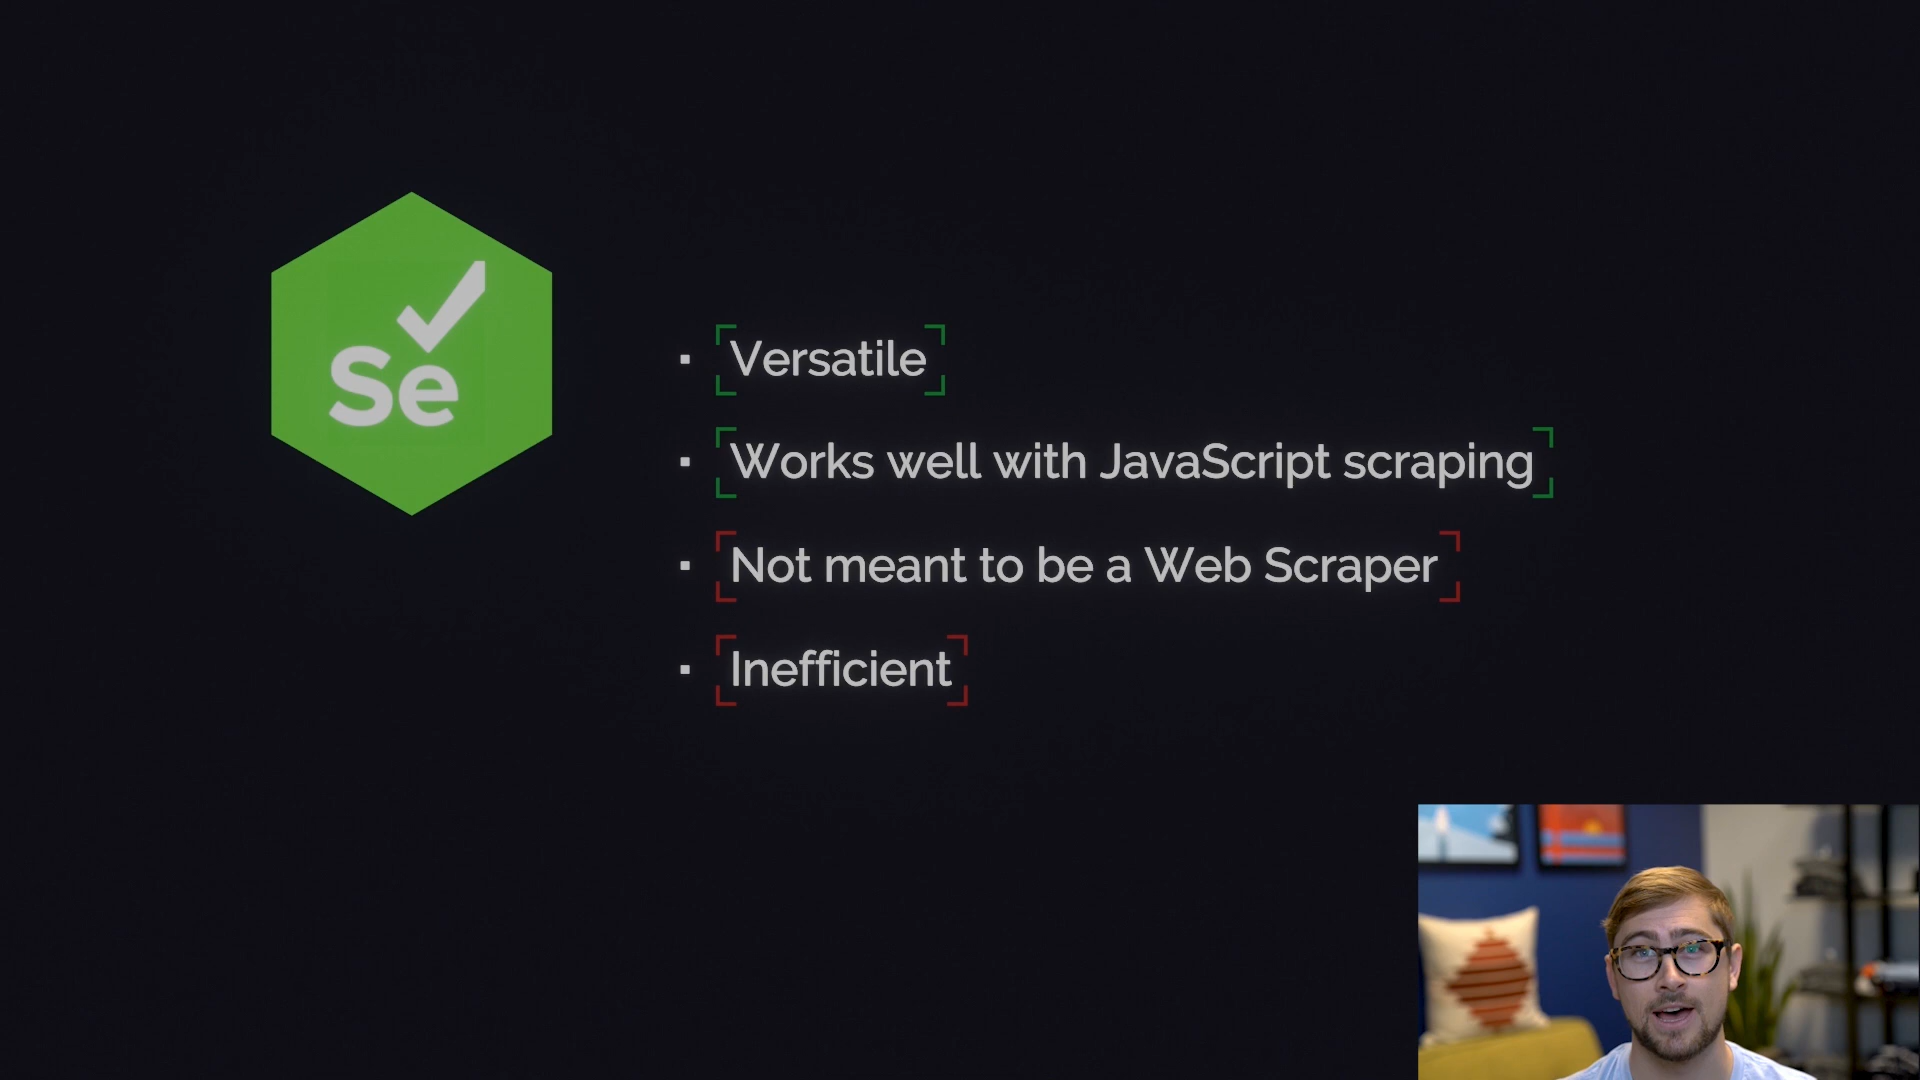 Se
Versatile
Works well with JavaScript scraping
Not meant to be a Web Scraper
Inefficient